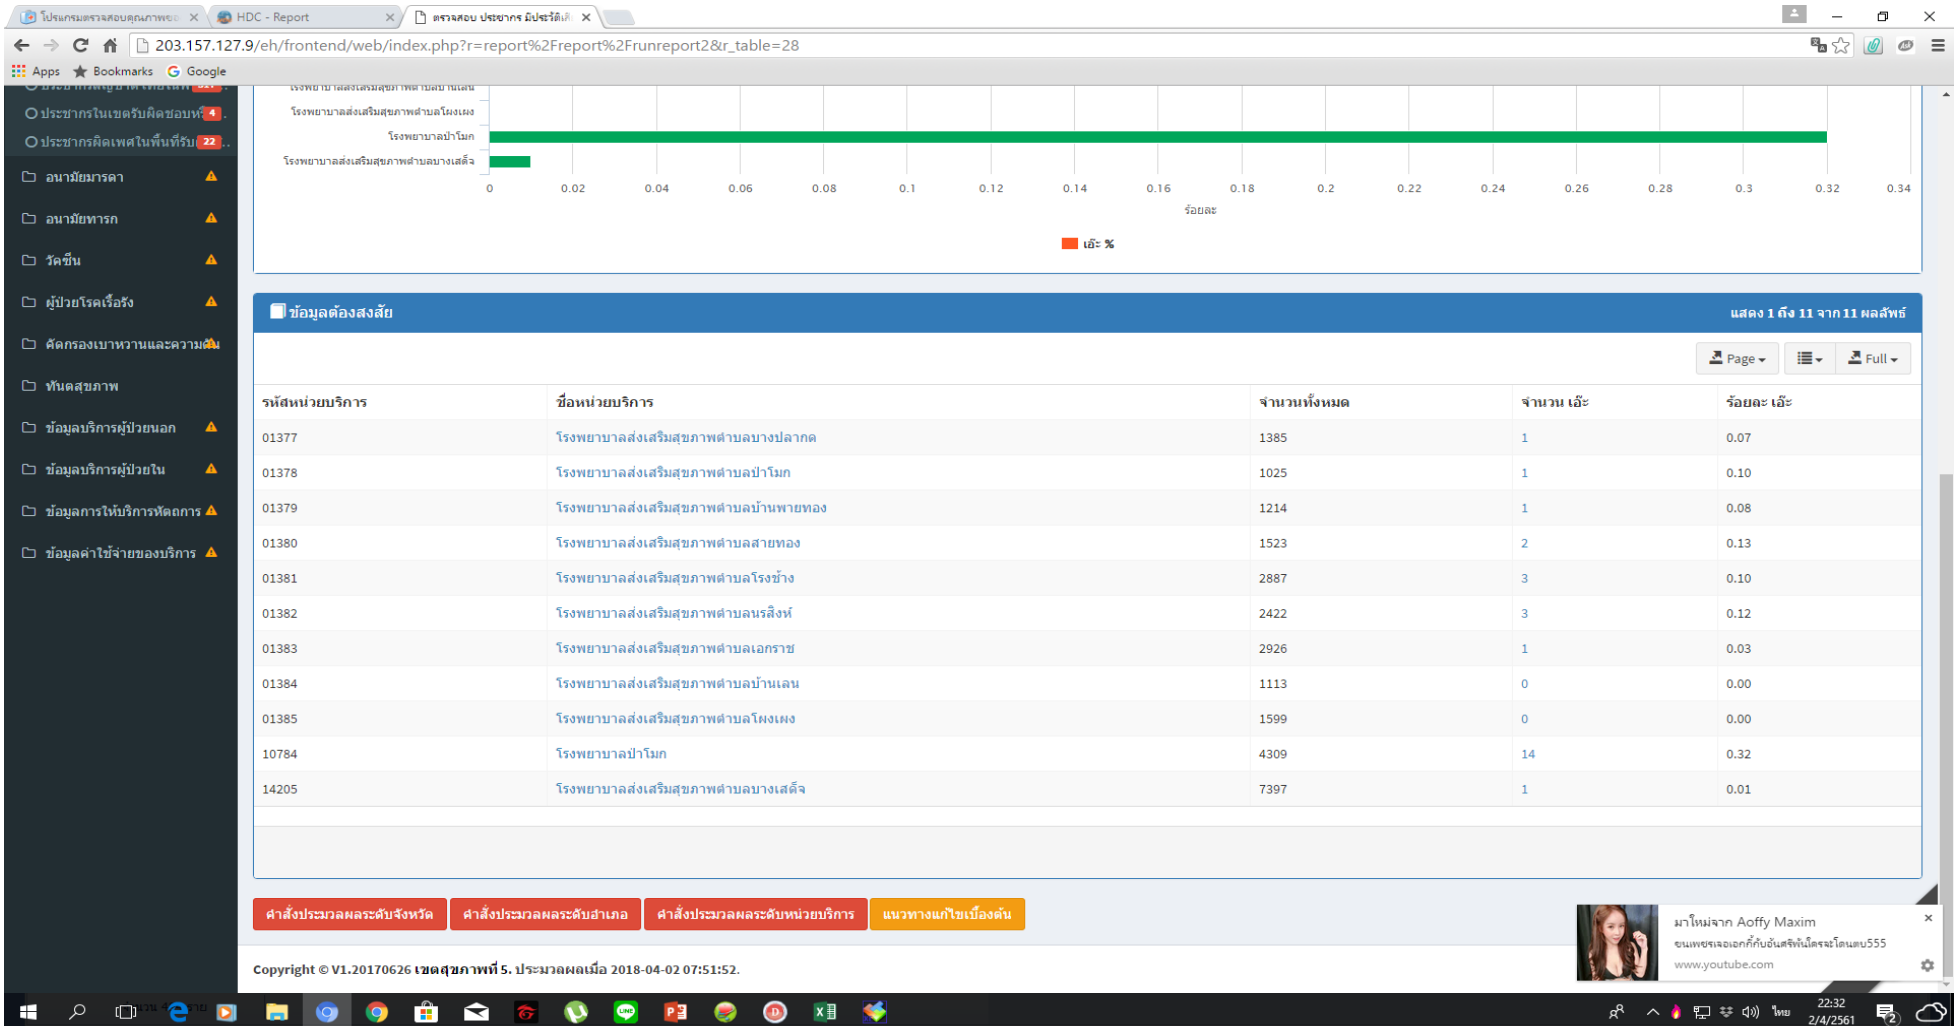 โปรแกรมตรวจสอบคุณภาพขอ
HDC - Report
ตรวจสอบ ประชากร มีประวัติเสี
203.157.127.9/eh/frontend/web/index.php?r=report%2Freport%2Frunreport2&r_table=28
Apps Bookmarks Google
ประชากรในเขตรับผิดชอบหรื 4 .
ประชากรผิดเพศในพื้นที่รับ 22 ..
อนามัยมารดา
อนามัยทารก
วัคซีน
ผู้ป่วยโรคเรื้อรัง
คัดกรองเบาหวานและความดัน
ทันตสุขภาพ
ข้อมูลบริการผู้ป่วยนอก
ข้อมูลบริการผู้ป่วยใน
ข้อมูลการให้บริการหัตถการ
ข้อมูลค่าใช้จ่ายของบริการ
โรงพยาบาลส่งเสริมสุขภาพตำบลบ้านเลน
โรงพยาบาลส่งเสริมสุขภาพตำบลโผงเผง
โรงพยาบาลป่าโมก
โรงพยาบาลส่งเสริมสุขภาพตำบลบางเสด็จ
0 0.02 0.04 0.06 0.08 0.1 0.12 0.14 0.16 0.18 0.2 0.22 0.24 0.26 0.28 0.3 0.32 0.34
ร้อยละ
เอ๊ะ %
ข้อมูลต้องสงสัย
แสดง 1 ถึง 11 จาก 11 ผลลัพธ์
Page Full
รหัสหน่วยบริการ ชื่อหน่วยบริการ จำนวนทั้งหมด จำนวน เอ๊ะ ร้อยละ เอ๊ะ
01377 โรงพยาบาลส่งเสริมสุขภาพตำบลบางปลากด 1385 1 0.07
01378 โรงพยาบาลส่งเสริมสุขภาพตำบลป่าโมก 1025 1 0.10
01379 โรงพยาบาลส่งเสริมสุขภาพตำบลบ้านพายทอง 1214 1 0.08
01380 โรงพยาบาลส่งเสริมสุขภาพตำบลสายทอง 1523 2 0.13
01381 โรงพยาบาลส่งเสริมสุขภาพตำบลโรงช้าง 2887 3 0.10
01382 โรงพยาบาลส่งเสริมสุขภาพตำบลนรสิงห์ 2422 3 0.12
01383 โรงพยาบาลส่งเสริมสุขภาพตำบลเอกราช 2926 1 0.03
01384 โรงพยาบาลส่งเสริมสุขภาพตำบลบ้านเลน 1113 0 0.00
01385 โรงพยาบาลส่งเสริมสุขภาพตำบลโผงเผง 1599 0 0.00
10784 โรงพยาบาลป่าโมก 4309 14 0.32
14205 โรงพยาบาลส่งเสริมสุขภาพตำบลบางเสด็จ 7397 1 0.01
คำสั่งประมวลผลระดับจังหวัด คำสั่งประมวลผลระดับอำเภอ คำสั่งประมวลผลระดับหน่วยบริการ แนวทางแก้ไขเบื้องต้น
มาใหม่จาก Aoffy Maxim
www.youtube.com
Copyright © V1.20170626 เขตสุขภาพที่ 5. ประมวลผลเมื่อ 2018-04-02 07:51:52.
ไทย
22:32
2/4/2561